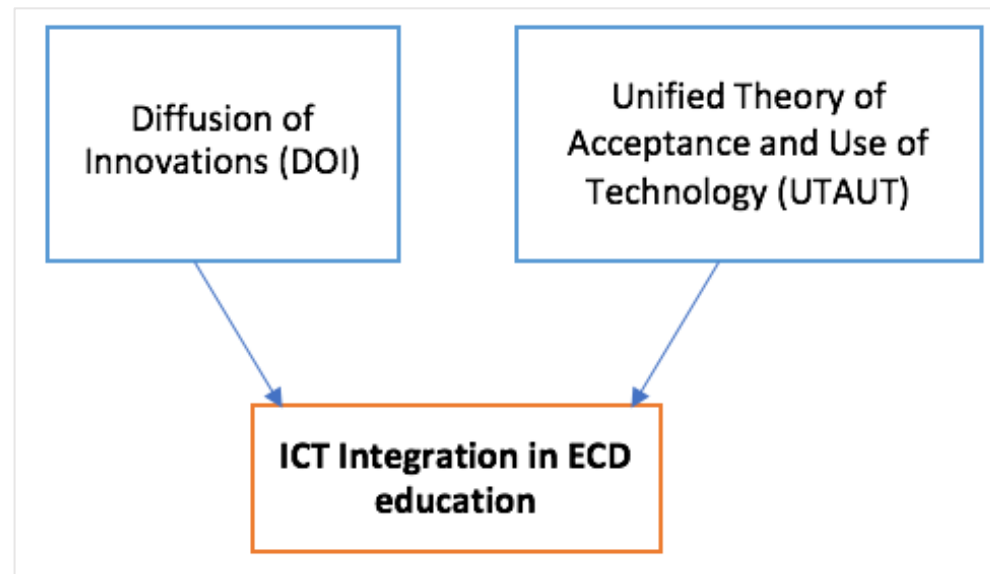 Diffusion of
Innovations (DOI)
Unified Theory of
Acceptance and Use of
Technology (UTAUT)
ICT Integration in ECD
education